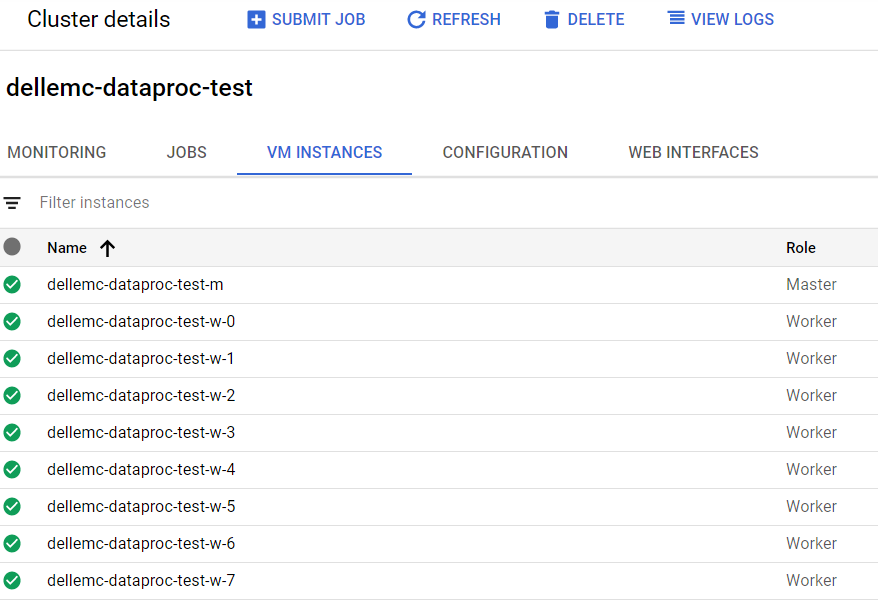 Cluster details SUBMIT JOB REFRESH DELETE VIEW LOGS
dellemc-dataproc-test
MONITORING JOBS VM INSTANCES CONFIGURATION WEB INTERFACES
Filter instances
Name Role
dellemc-dataproc-test-m Master
dellemc-dataproc-test-w-0 Worker
dellemc-dataproc-test-w-1 Worker
dellemc-dataproc-test-w-2 Worker
dellemc-dataproc-test-w-3 Worker
dellemc-dataproc-test-w-4 Worker
dellemc-dataproc-test-w-5 Worker
dellemc-dataproc-test-w-6 Worker
dellemc-dataproc-test-w-7 Worker